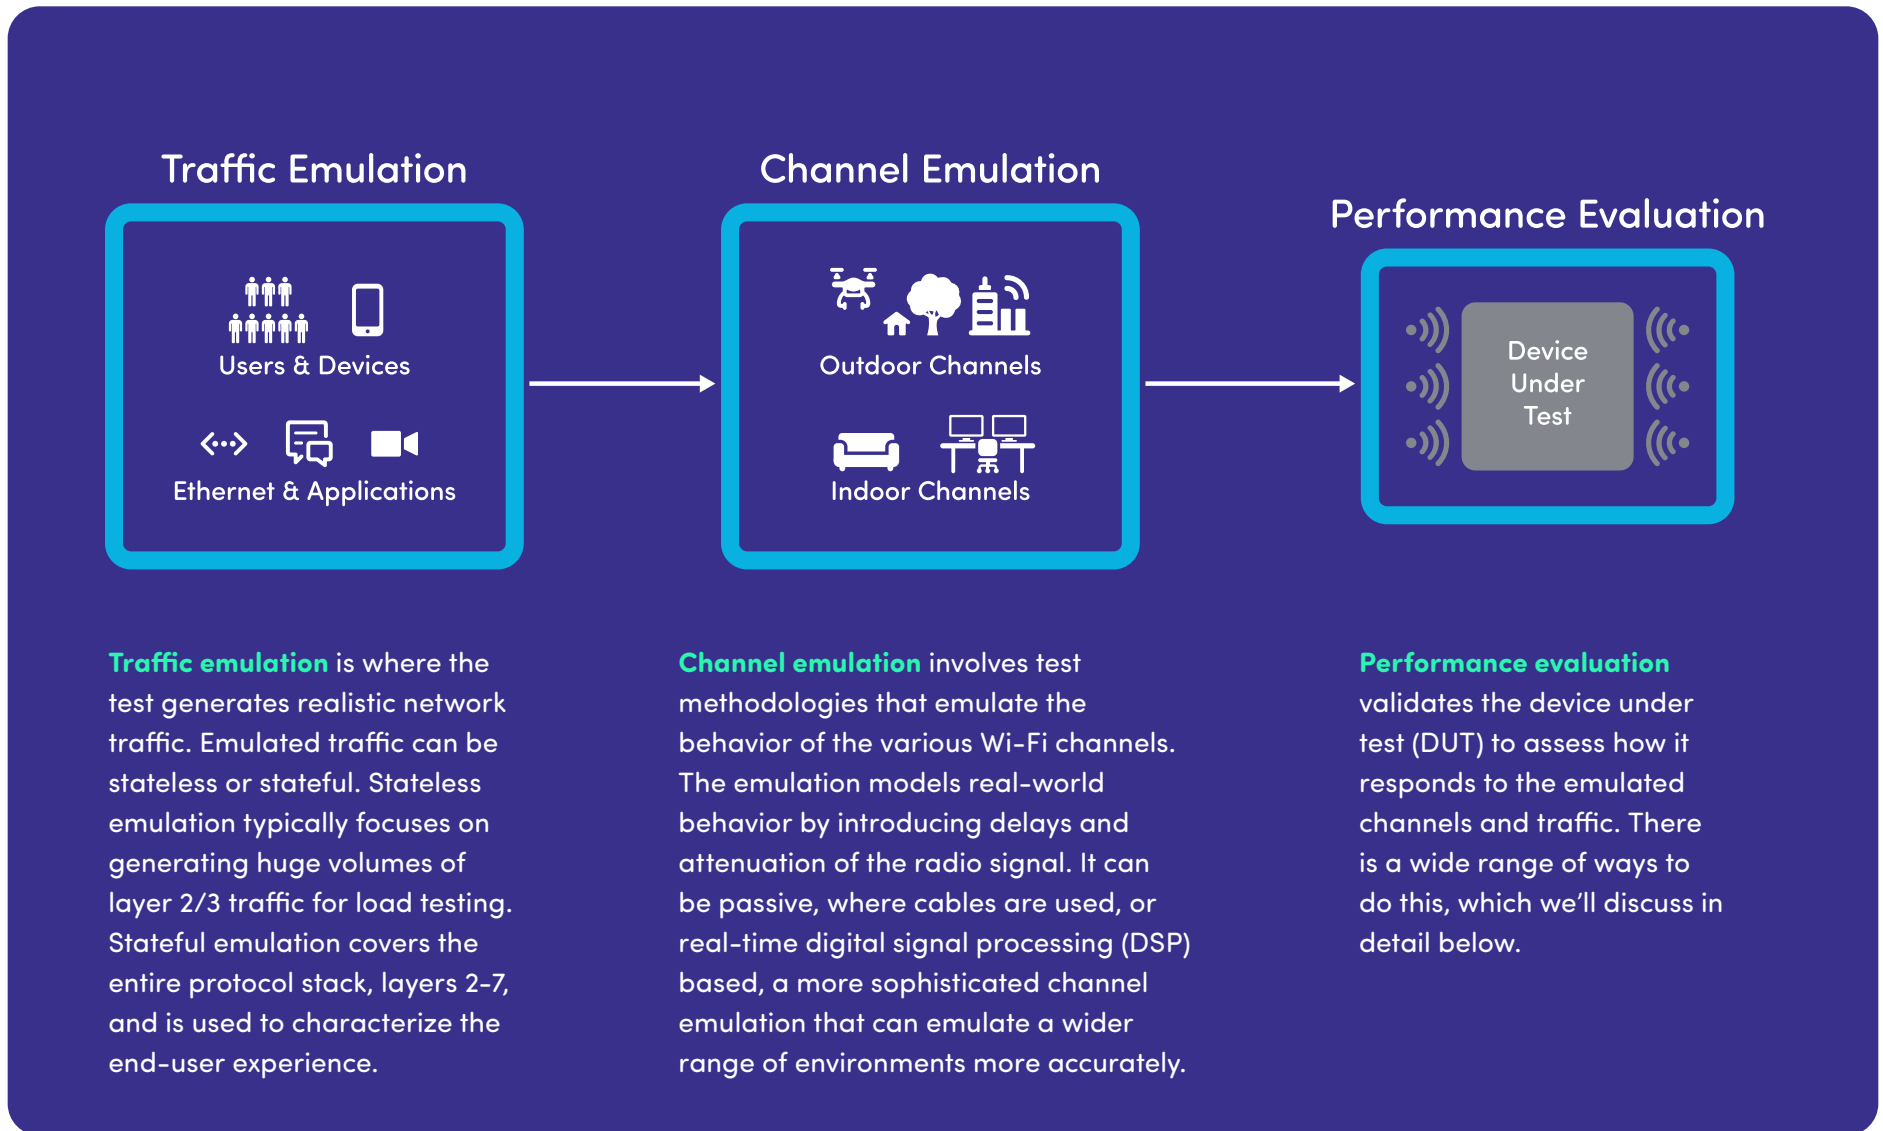 Traffic Emulation
Users & Devices
Ethernet & Applications
Channel Emulation
Outdoor Channels
Indoor Channels
Performance Evaluation
Device
Under
Test
Traffic emulation is where the
test generates realistic network
traffic. Emulated traffic can be
stateless or stateful. Stateless
emulation typically focuses on
generating huge volumes of
layer 2/3 traffic for load testing.
Stateful emulation covers the
entire protocol stack, layers 2-7,
and is used to characterize the
end-user experience.
Channel emulation involves test
methodologies that emulate the
behavior of the various Wi-Fi channels.
The emulation models real-world
behavior by introducing delays and
attenuation of the radio signal. It can
be passive, where cables are used, or
real-time digital signal processing (DSP)
based, a more sophisticated channel
emulation that can emulate a wider
range of environments more accurately.
Performance evaluation
validates the device under
test (DUT) to assess how it
responds to the emulated
channels and traffic. There
is a wide range of ways to
do this, which we’ll discuss in
detail below.